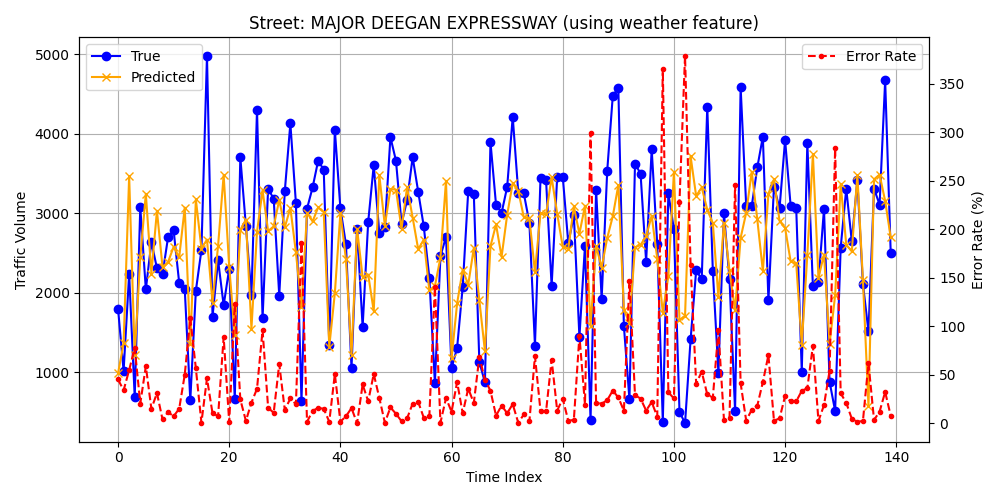 Street: MAJOR DEEGAN EXPRESSWAY (using weather feature)
True
Predicted
Error Rate
5000
4000
3000
2000
1000
Traffic Volume
350
300
250
200
150
100
50
0
Error Rate (%)
0 20 40 60 80 100 120 140
Time Index